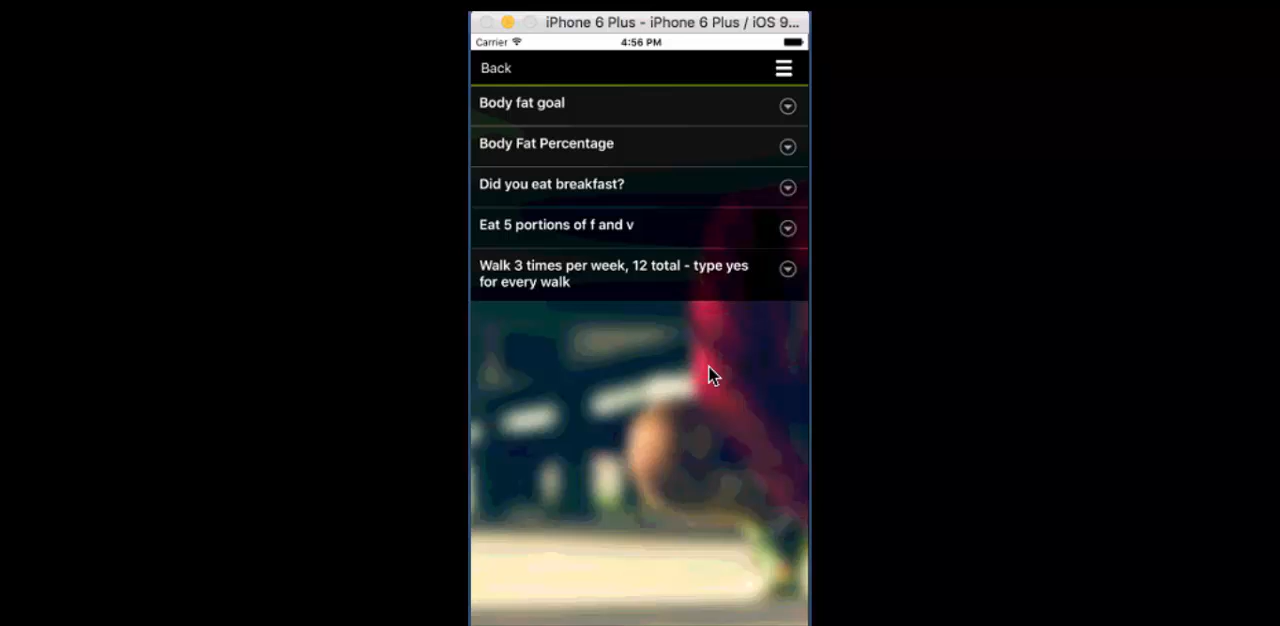 iPhone 6 Plus - iPhone 6 Plus / iOS 9...
Carrier 4:56 PM
Back
Body fat goal
Body Fat Percentage
Did you eat breakfast?
Eat 5 portions of f and v
Walk 3 times per week, 12 total - type yes
for every walk